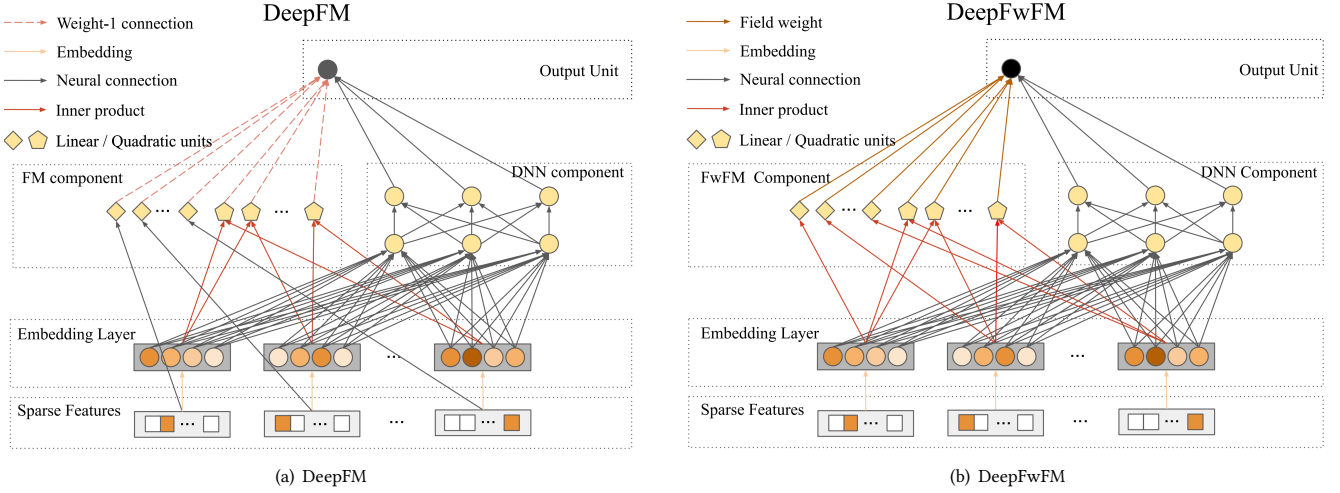 DeepFM
Weight-1 connection
Embedding
Neural connection
Inner product
Linear / Quadratic units
Output Unit
FM component
DNN component
...
...
...
Embedding Layer
...
Sparse Features
...
...
...
...
(a) DeepFM
DeepFwFM
Field weight
Embedding
Neural connection
Inner product
Linear / Quadratic units
Output Unit
FwFM Component
DNN Component
...
...
Embedding Layer
...
Sparse Features
...
...
...
...
(b) DeepFwFM